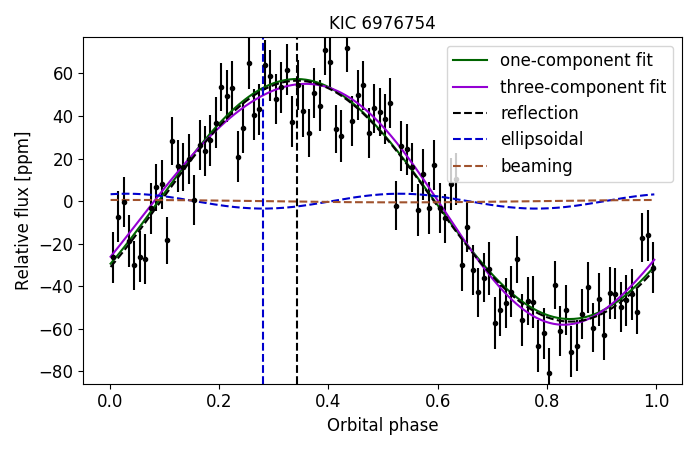 KIC 6976754
Relative flux [ppm]
60
40
20
0
−20
−40
−60
−80
one-component fit
three-component fit
reflection
ellipsoidal
beaming
0.0 0.2 0.4 0.6 0.8 1.0
Orbital phase